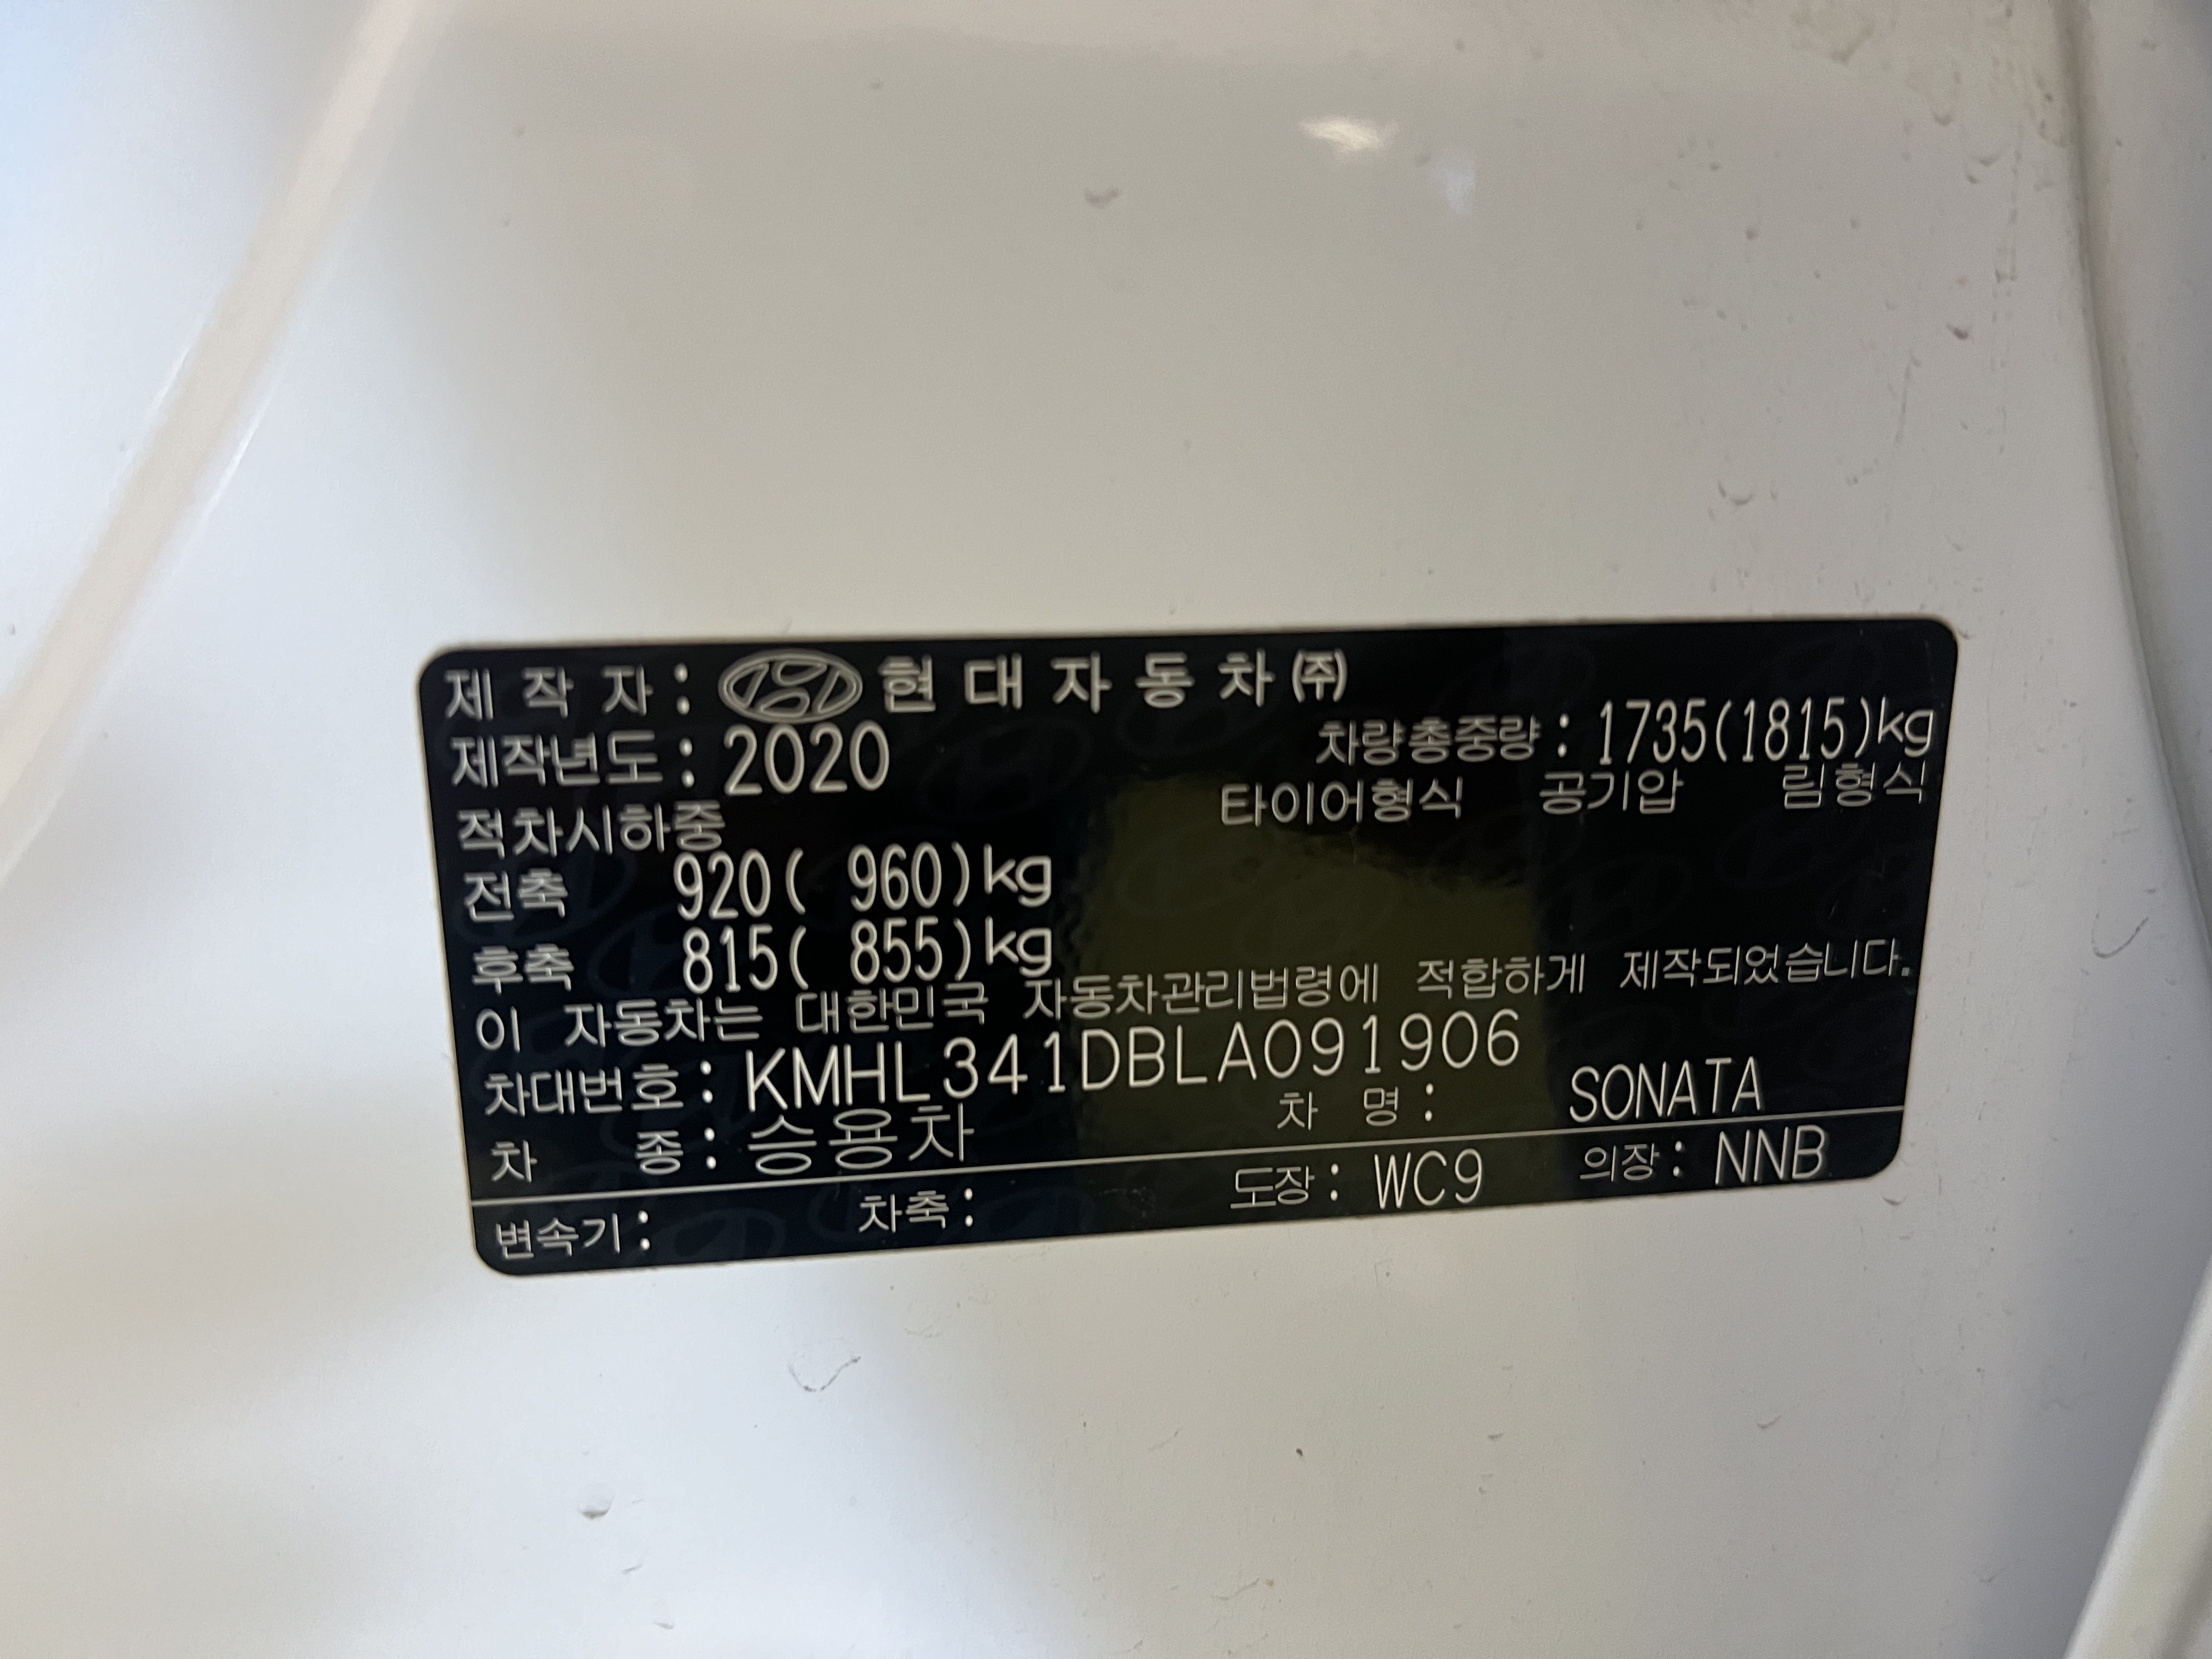 제 작 자 : 현 대 자 동 차 ㈜
제작년도 : 2020 차량총중량 : 1735(1815)kg
적차시하중 타이어형식 공기압 림형식
전축 920( 960)kg
후축 815( 855)kg
이 자동차는 대한민국 자동차관리법령에 적합하게 제작되었습니다.
차대번호 : KMHL341DBLA091906
차 종 : 승용차 차 명 : SONATA
변속기 : 차축 : 도장 : WC9 의장 : NNB